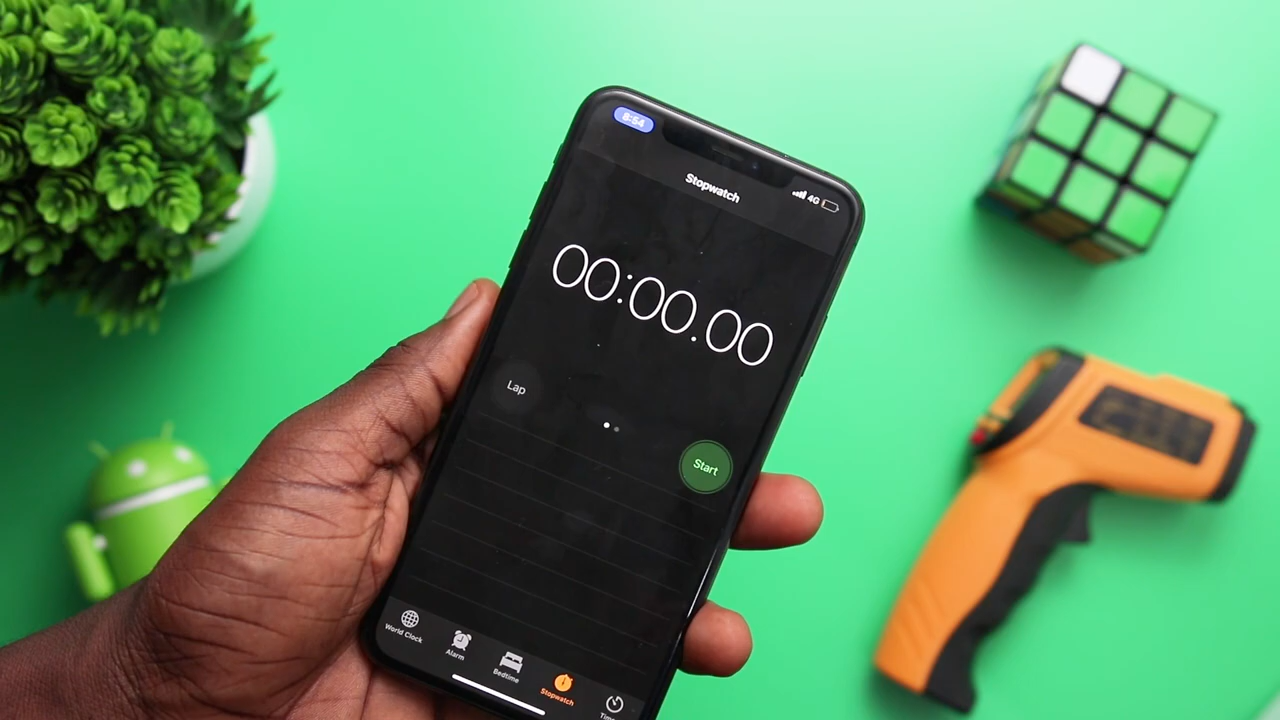 8:54
4G
Stopwatch
00:00.00
Lap
Start
World Clock
Alarm
Bedtime
Stopwatch